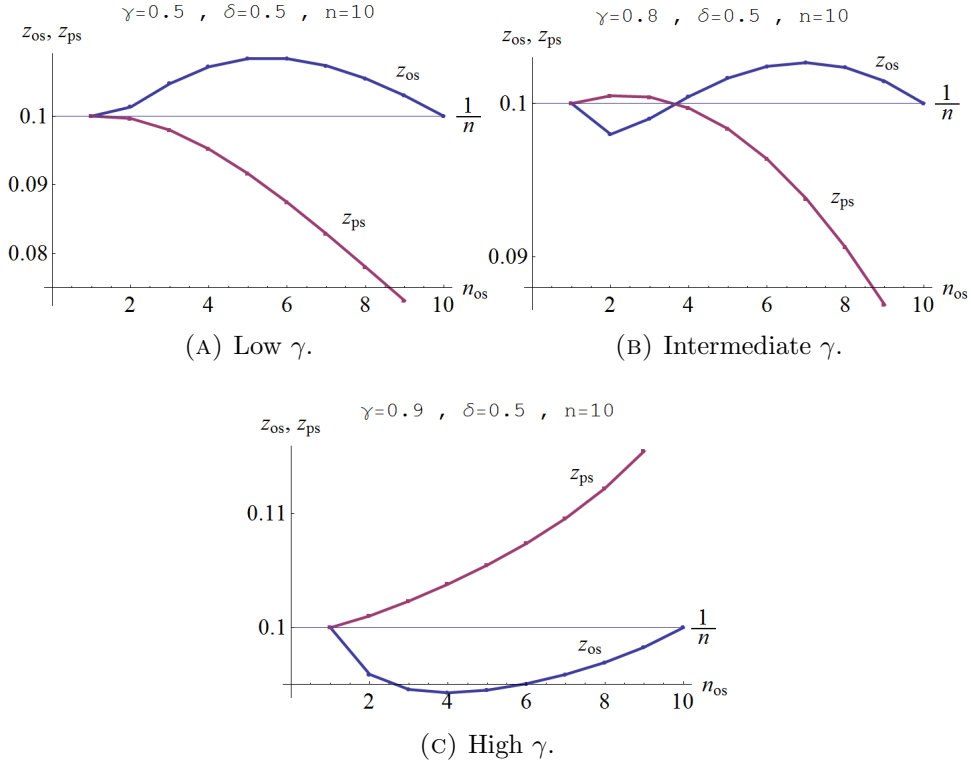 γ=0.5 , δ=0.5 , n=10
z_os, z_ps
z_os
0.1
1/n
0.09
z_ps
0.08
n_os
2 4 6 8 10
(A) Low γ.
γ=0.8 , δ=0.5 , n=10
z_os, z_ps
z_os
0.1
1/n
z_ps
0.09
n_os
2 4 6 8 10
(B) Intermediate γ.
γ=0.9 , δ=0.5 , n=10
z_os, z_ps
z_ps
0.11
0.1
1/n
z_os
n_os
2 4 6 8 10
(C) High γ.